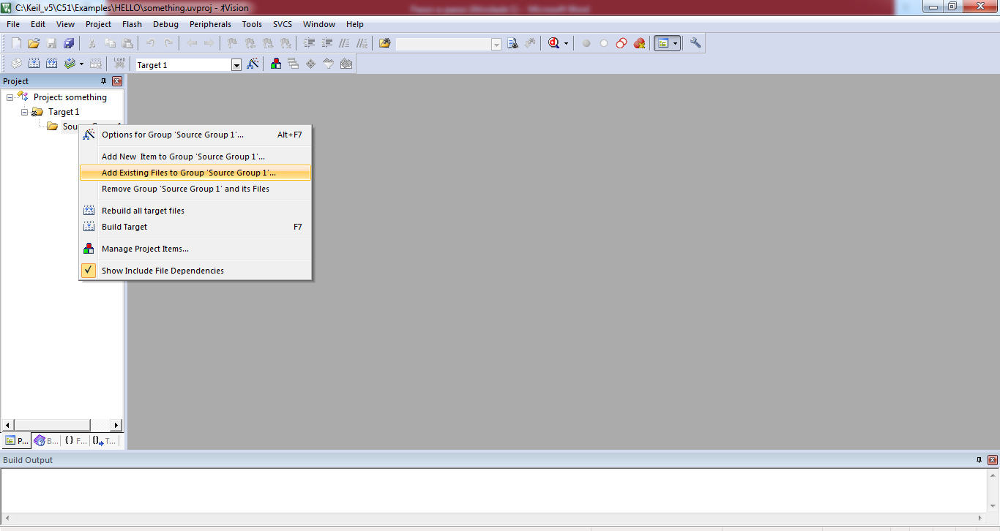 C:\Keil_v5\C51\Examples\HELLO\something.uvproj - µVision
File Edit View Project Flash Debug Peripherals Tools SVCS Window Help
LOAD
Target 1
Project
Project: something
Target 1
Options for Group 'Source Group 1'... Alt+F7
Add New Item to Group 'Source Group 1'...
Add Existing Files to Group 'Source Group 1'...
Remove Group 'Source Group 1' and its Files
Rebuild all target files
Build Target F7
Manage Project Items...
Show Include File Dependencies
P... B... {} F... {} T...
Build Output